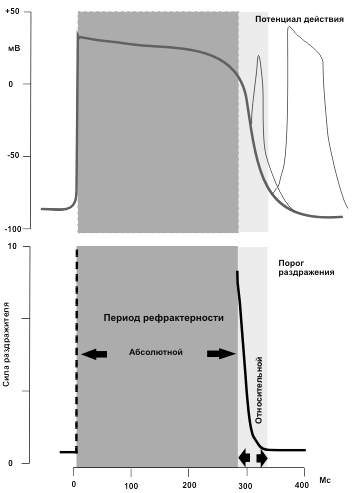 +50
Потенциал действия
мВ
0
-50
-100
10
Порог
раздражения
Сила раздражителя
Период рефрактерности
Абсолютной
Относительной
0
0
100
200
300
400
Мс